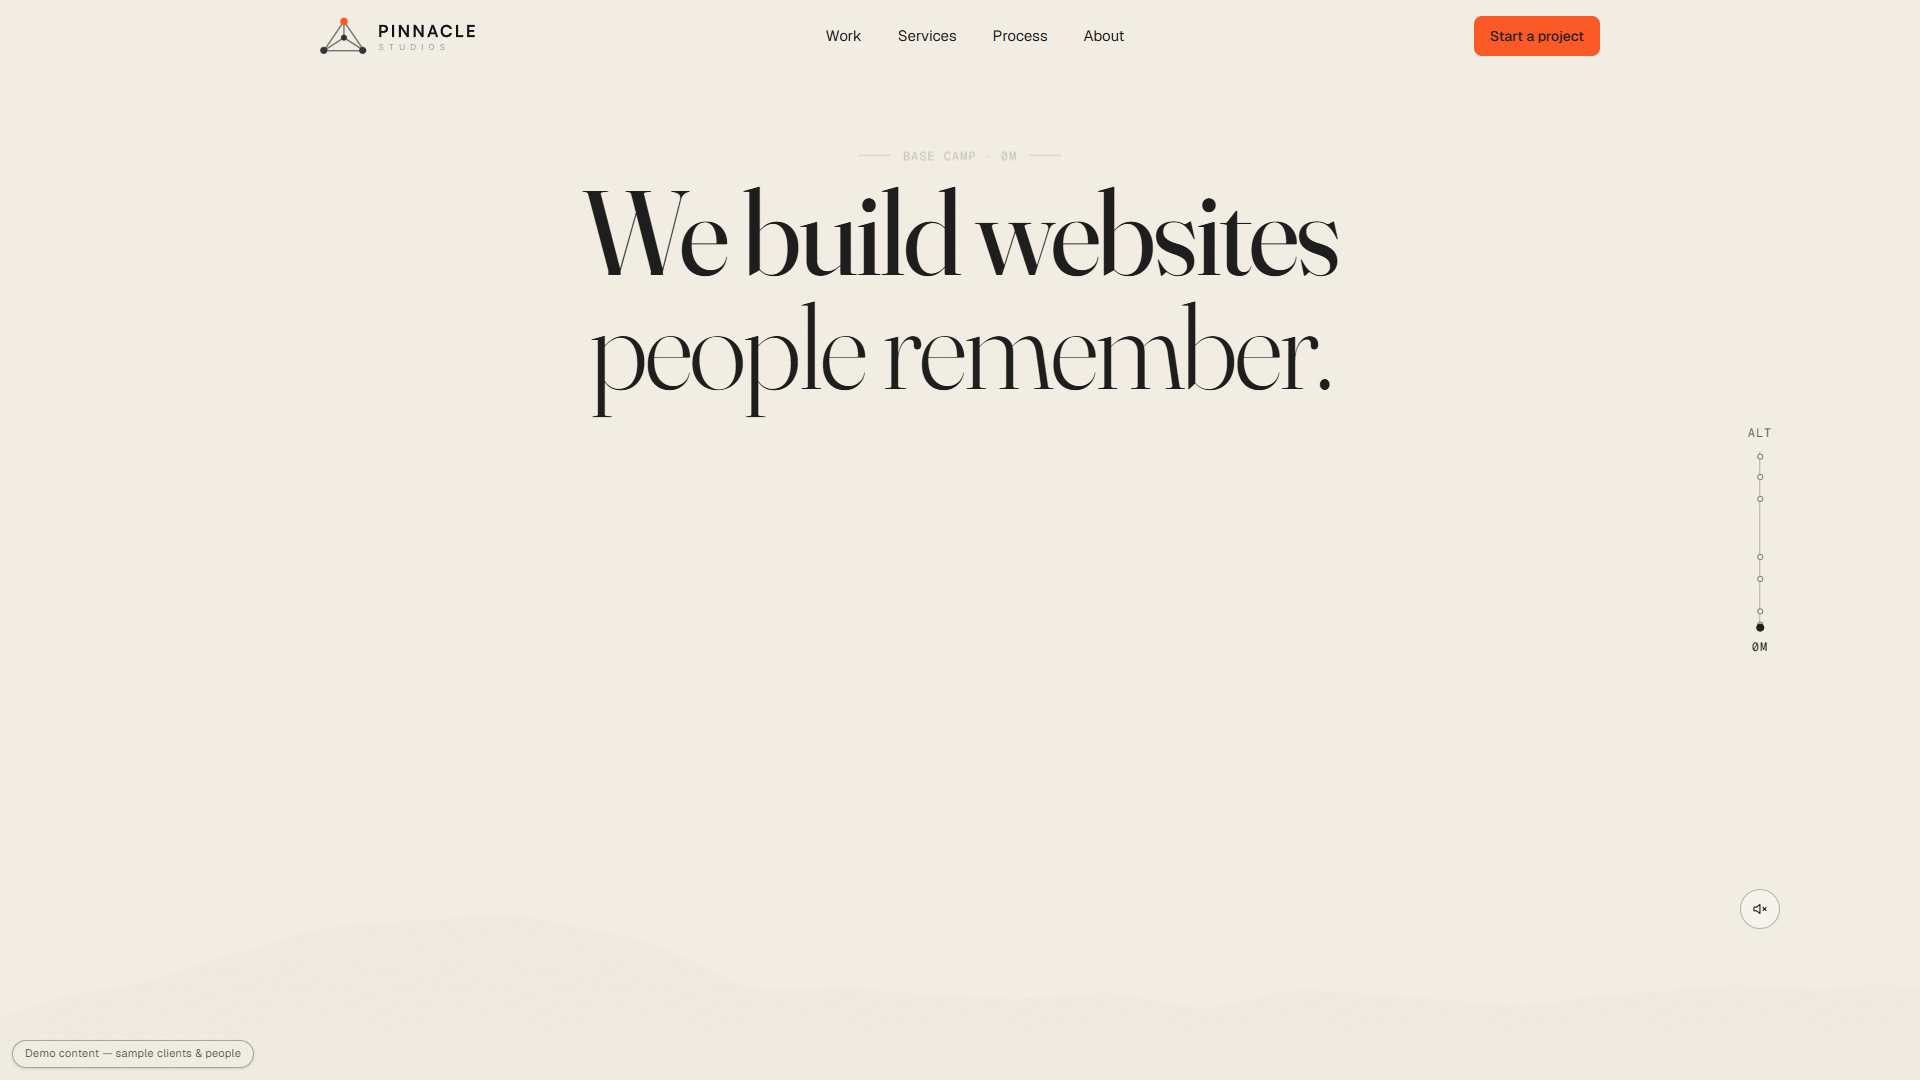 PINNACLE
STUDIOS
Work
Services
Process
About
Start a project
BASE CAMP · 0M
We build websites
people remember.
ALT
0M
Demo content — sample clients & people